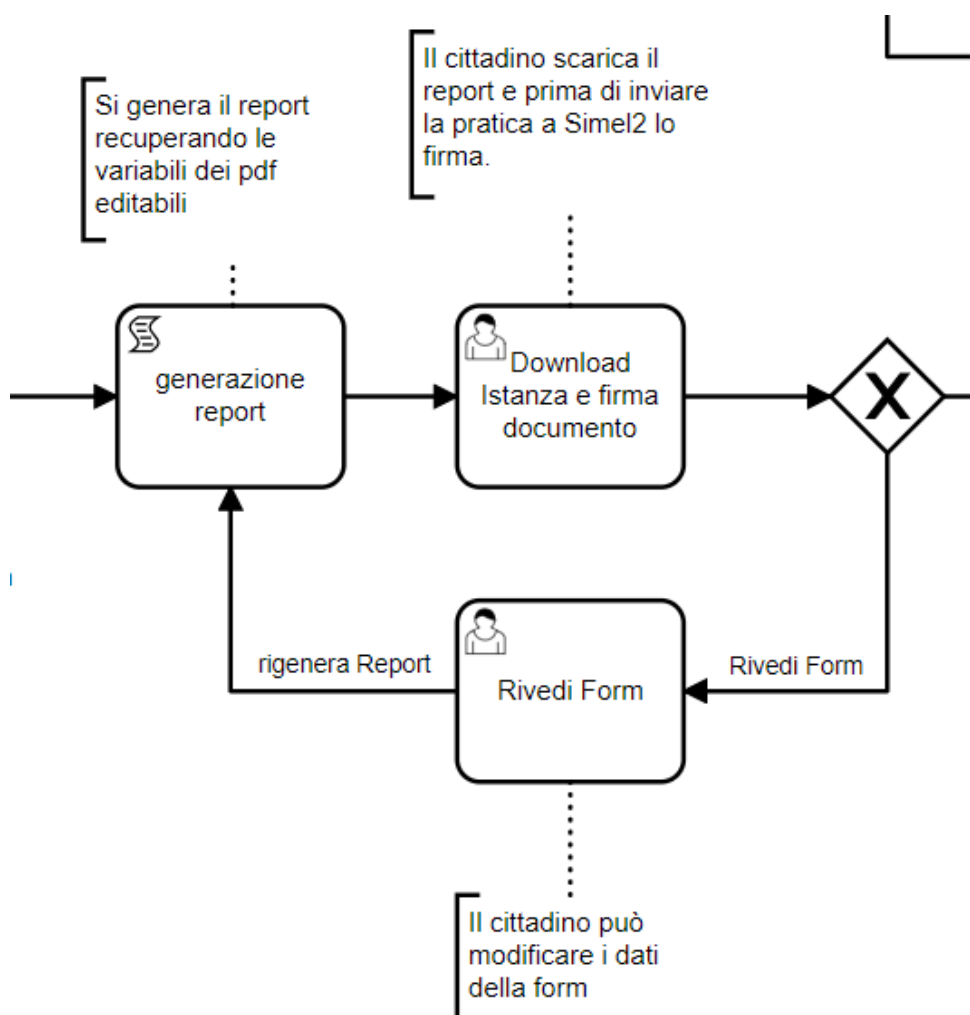 Il cittadino scarica il
report e prima di inviare
la pratica a Simel2 lo
firma.
Si genera il report
recuperando le
variabili dei pdf
editabili
generazione
report
Download
Istanza e firma
documento
rigenera Report
Rivedi Form
Rivedi Form
Il cittadino può
modificare i dati
della form